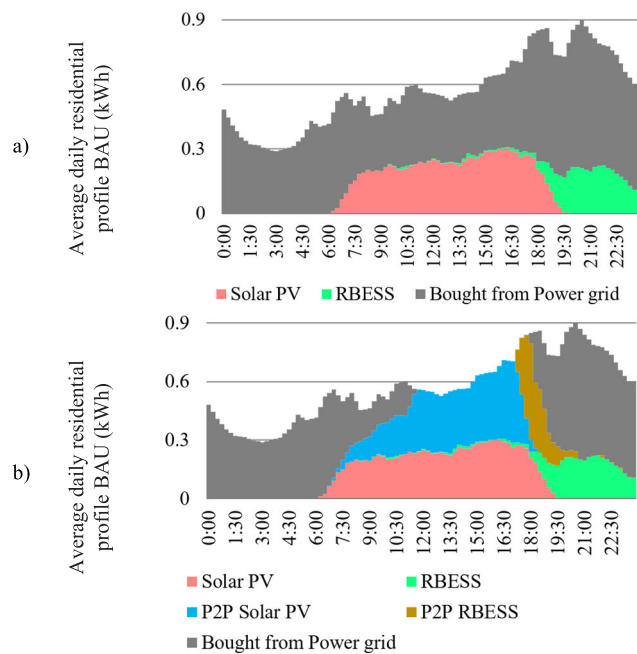 a)
Average daily residential
profile BAU (kWh)
0.9
0.6
0.3
0
0:00
1:30
3:00
4:30
6:00
7:30
9:00
10:30
12:00
13:30
15:00
16:30
18:00
19:30
21:00
22:30
Solar PV
RBESS
Bought from Power grid
b)
Average daily residential
profile BAU (kWh)
0.9
0.6
0.3
0
0:00
1:30
3:00
4:30
6:00
7:30
9:00
10:30
12:00
13:30
15:00
16:30
18:00
19:30
21:00
22:30
Solar PV
RBESS
P2P Solar PV
P2P RBESS
Bought from Power grid